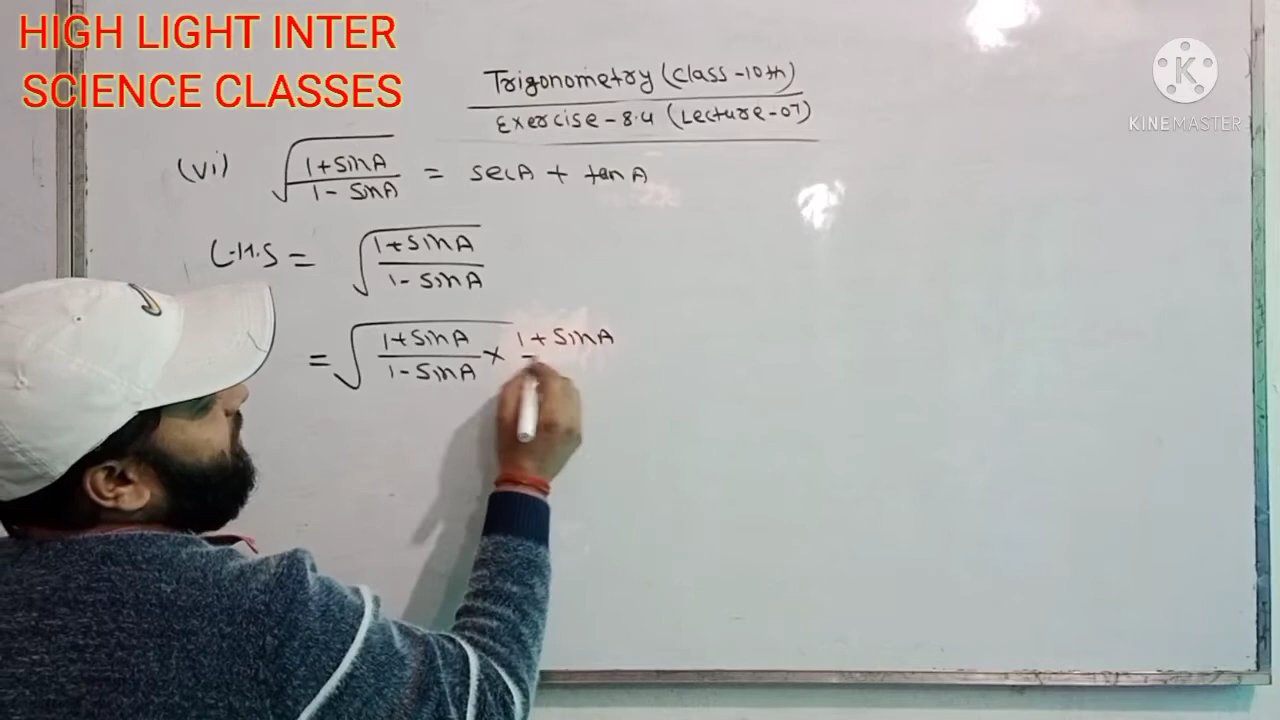 HIGH LIGHT INTER
SCIENCE CLASSES
K
KINEMASTER
Trigonometry (Class-10th)
Exercise-8.4 (Lecture-07)
(vi) √(1+sinA / 1-sinA) = secA + tanA
L.H.S = √(1+sinA / 1-sinA)
= √(1+sinA / 1-sinA × 1+sinA